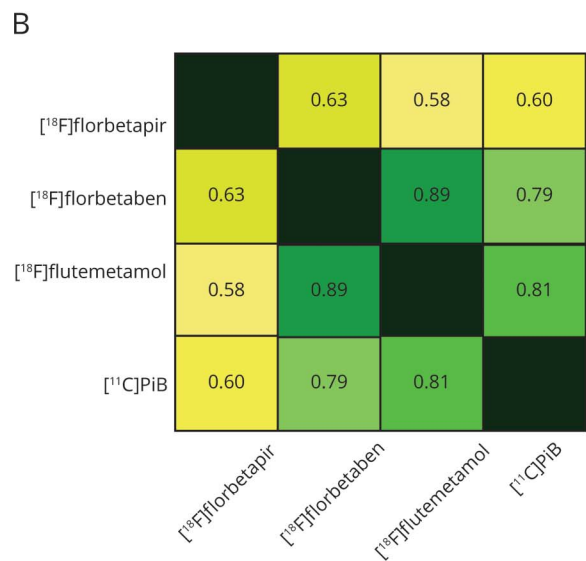 B
[¹⁸F]florbetapir
0.63
0.58
0.60
[¹⁸F]florbetaben
0.63
0.89
0.79
[¹⁸F]flutemetamol
0.58
0.89
0.81
[¹¹C]PiB
0.60
0.79
0.81
[¹⁸F]florbetapir
[¹⁸F]florbetaben
[¹⁸F]flutemetamol
[¹¹C]PiB